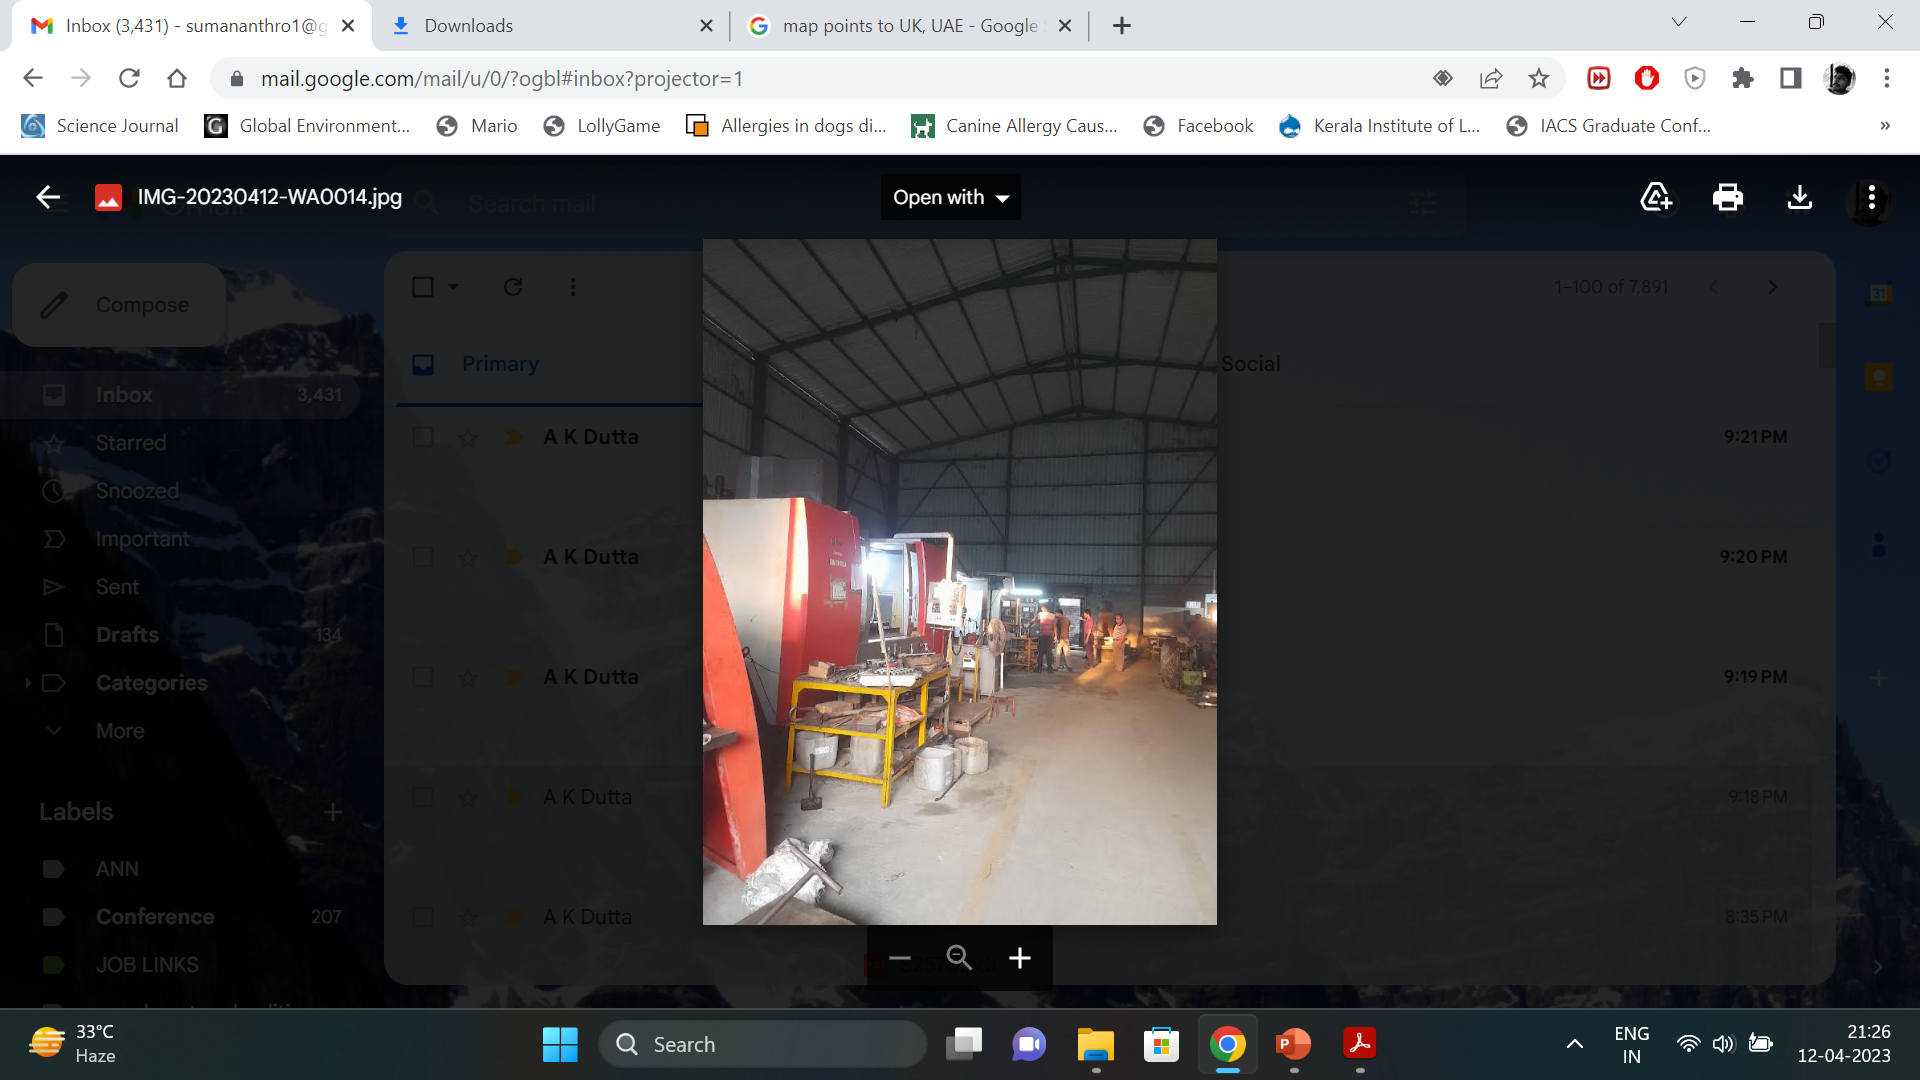 Inbox (3,431) - sumananthro1@g
Downloads
map points to UK, UAE - Google
mail.google.com/mail/u/0/?ogbl#inbox?projector=1
Science Journal
Global Environment...
Mario
LollyGame
Allergies in dogs di...
Canine Allergy Caus...
Facebook
Kerala Institute of L...
IACS Graduate Conf...
»
IMG-20230412-WA0014.jpg
Search mail
Open with
Compose
1–100 of 7,891
Primary
Social
Inbox 3,431
Starred
Snoozed
Important
Sent
Drafts 134
Categories
More
A K Dutta 9:21 PM
A K Dutta 9:20 PM
A K Dutta 9:19 PM
A K Dutta 9:18 PM
A K Dutta 8:35 PM
31
Labels
ANN
Conference 207
JOB LINKS
33°C
Haze
Search
ENG
IN
21:26
12-04-2023